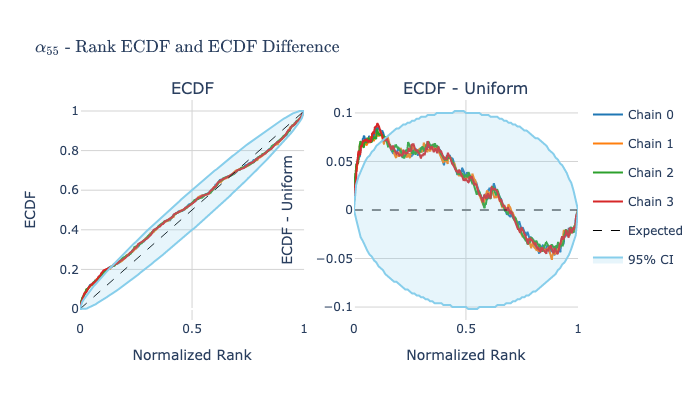 α₅₅ - Rank ECDF and ECDF Difference
ECDF
ECDF - Uniform
1
0.8
0.6
0.4
0.2
0
0
0.5
1
ECDF
Normalized Rank
0.1
0.05
0
−0.05
−0.1
0
0.5
1
ECDF - Uniform
Normalized Rank
Chain 0
Chain 1
Chain 2
Chain 3
Expected
95% CI